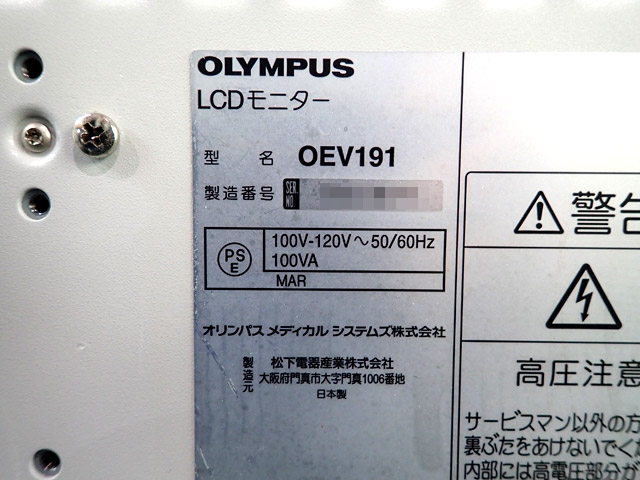 OLYMPUS
LCDモニター
型 名 OEV191
製造番号 SER. NO.
PS E
100V-120V～50/60Hz
100VA
MAR
オリンパス メディカル システムズ株式会社
製造元 松下電器産業株式会社
大阪府門真市大字門真1006番地
日本製
警告
高圧注意
サービスマン以外の方
裏ぶたをあけないでくだ
内部には高電圧部分が